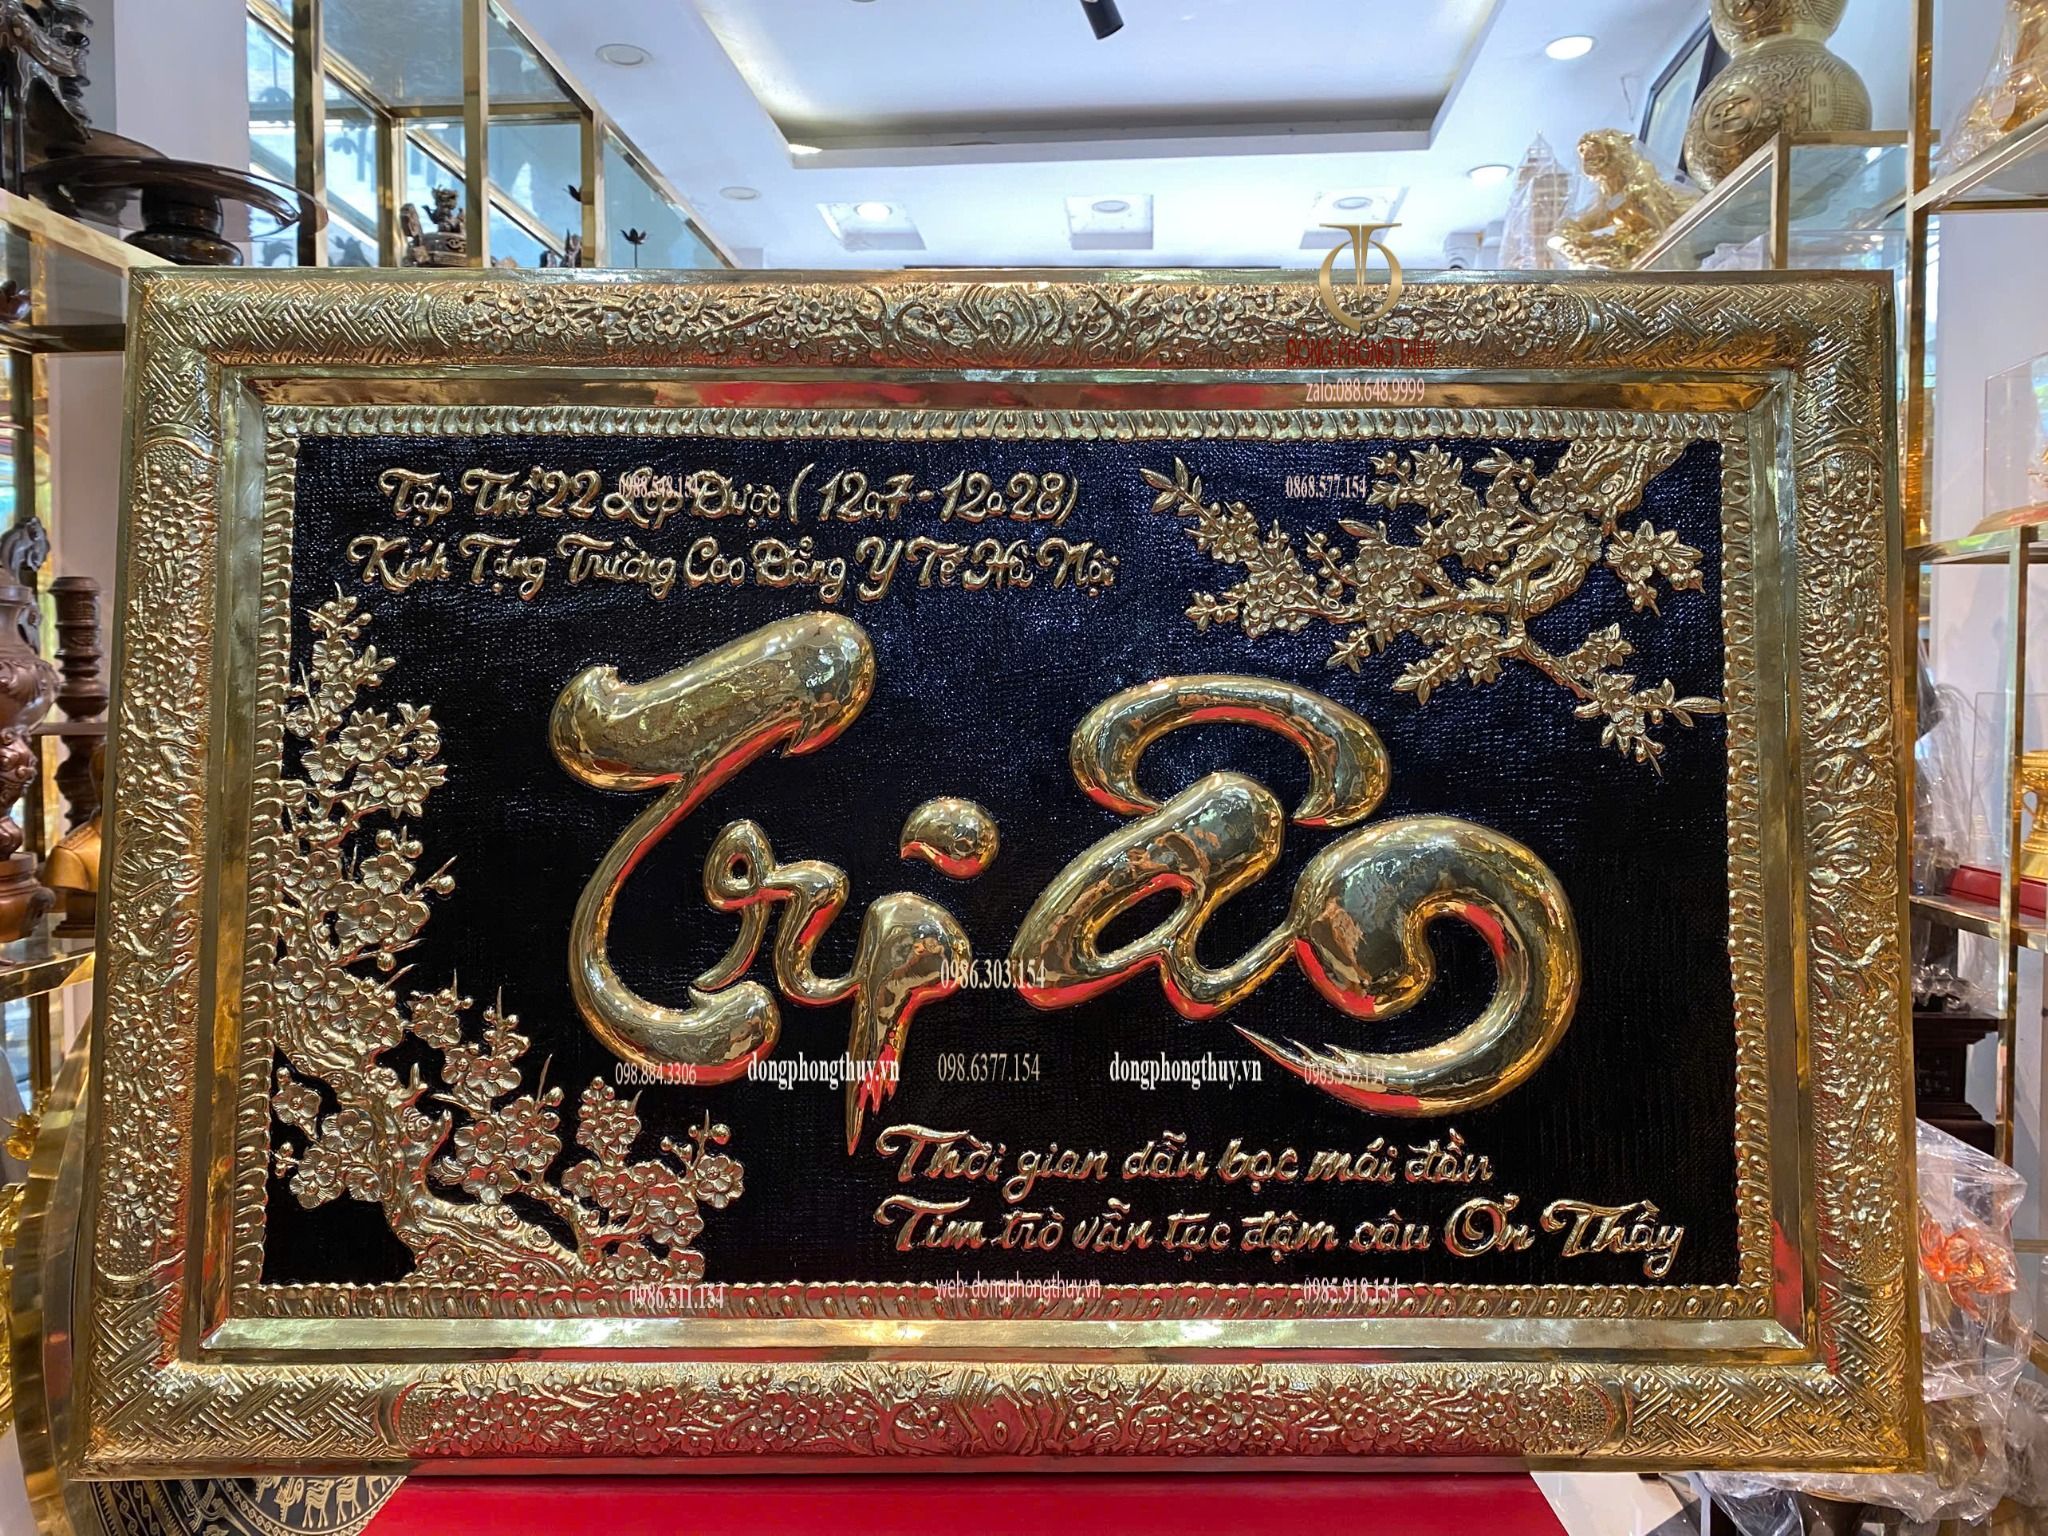 ĐỒNG PHONG THỦY
zalo:088.648.9999
Tập Thể 22 Lớp Dược (12a7 - 12a28)
0868.577.154
Kính Tặng Trường Cao Đẳng Y Tế Hà Nội
Tri Ân
0986.303.154
098.884.3306 dongphongthuy.vn 098.6377.154 dongphongthuy.vn
Thời gian dẫu bạc mái đầu
Tim trò vẫn tạc đậm câu Ơn Thầy
0986.311.154 web: dongphongthuy.vn 0985.918.154